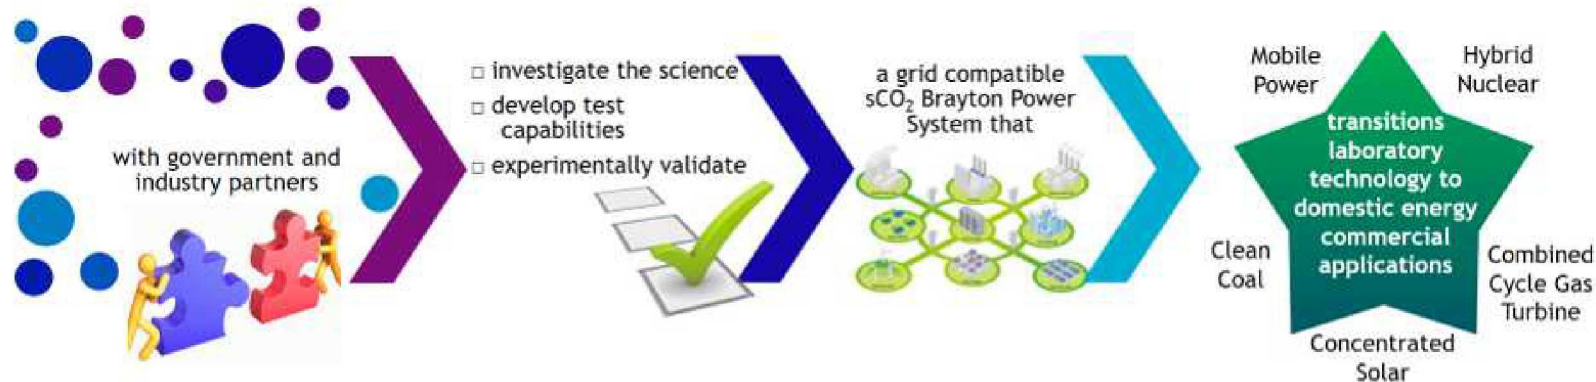 with government and
industry partners
□ investigate the science
□ develop test
capabilities
□ experimentally validate
a grid compatible
sCO₂ Brayton Power
System that
Mobile
Power
Hybrid
Nuclear
transitions
laboratory
technology to
domestic energy
commercial
applications
Clean
Coal
Combined
Cycle Gas
Turbine
Concentrated
Solar